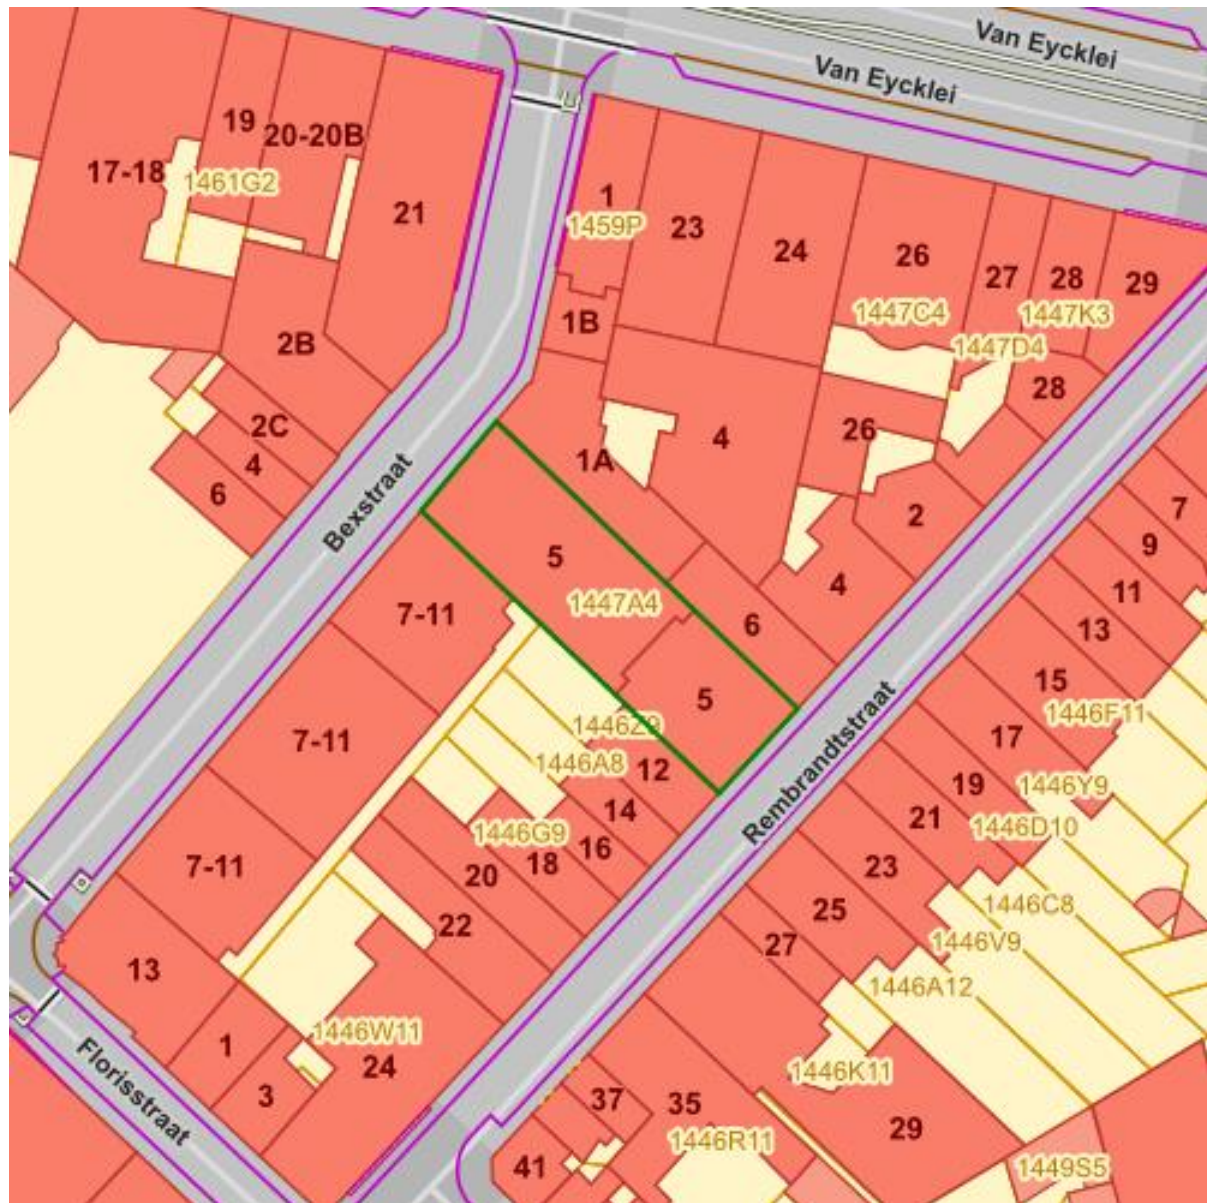 Van Eycklei
Van Eycklei
19
20-20B
17-18
1461G2
21
1
1459P
23
24
26
27
28
29
1447C4
1447K3
1447D4
1B
2B
28
2C
4
6
1A
4
26
2
7
9
11
13
Bexstraat
5
1447A4
4
6
7-11
15
1446F11
5
1446Z9
17
7-11
1446A8
12
Rembrandtstraat
19
1446Y9
14
21
1446D10
1446G9
16
18
20
7-11
23
1446C8
25
22
27
1446V9
13
1446A12
1446W11
1
24
3
Florisstraat
1446K11
37
35
29
1446R11
41
1449S5